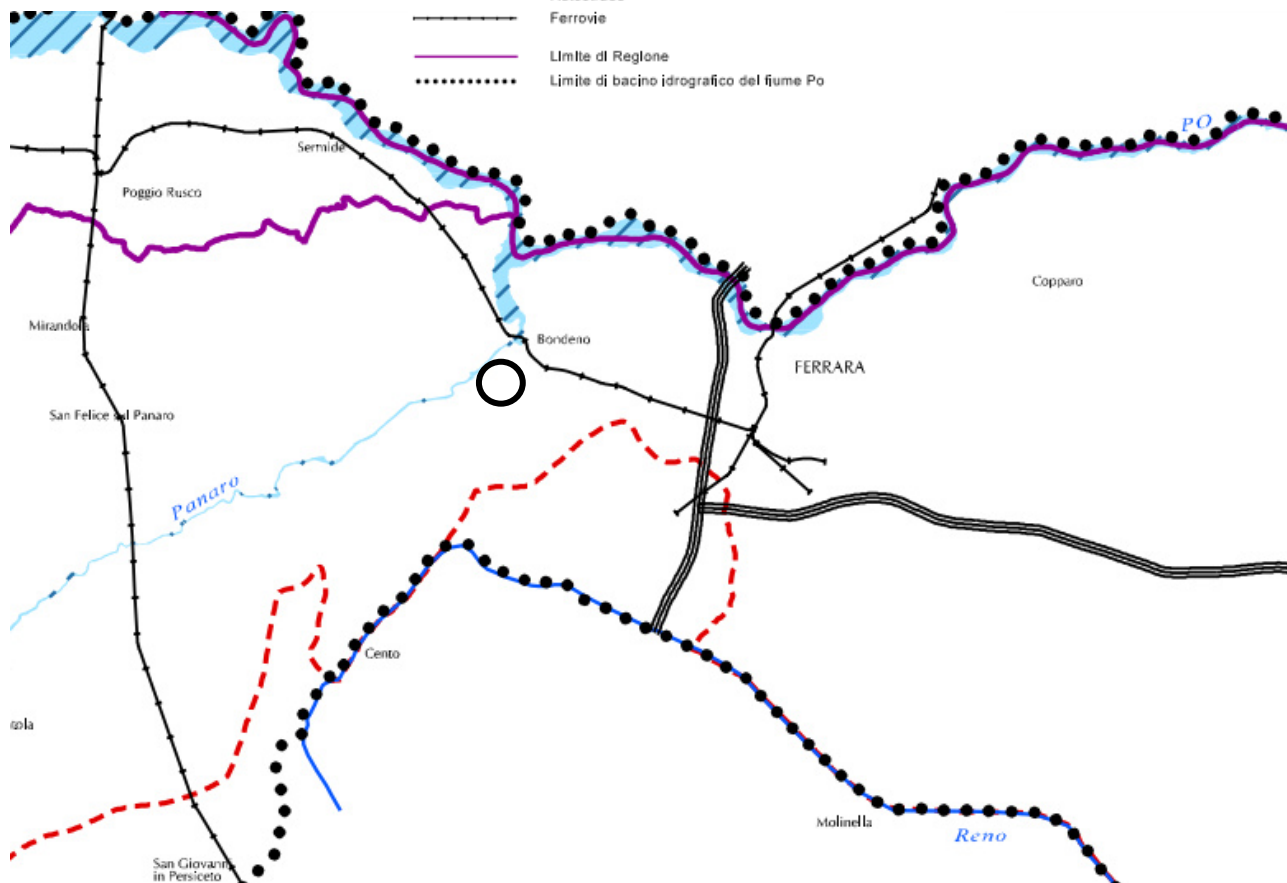 Ferrovie
Limite di Regione
Limite di bacino idrografico del fiume Po
PO
Sermide
Poggio Rusco
Copparo
Mirandola
Bondeno
FERRARA
San Felice sul Panaro
Panaro
Cento
Molinella
Reno
San Giovanni
in Persiceto